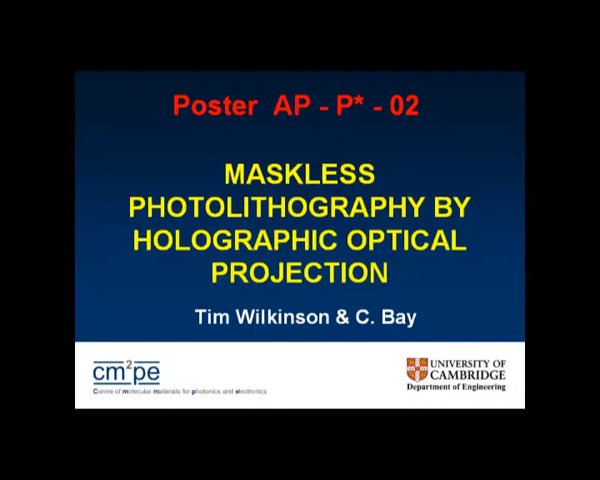 Poster AP - P* - 02
MASKLESS
PHOTOLITHOGRAPHY BY
HOLOGRAPHIC OPTICAL
PROJECTION
Tim Wilkinson & C. Bay
cm²pe
Centre of molecular materials for photonics and electronics
UNIVERSITY OF
CAMBRIDGE
Department of Engineering